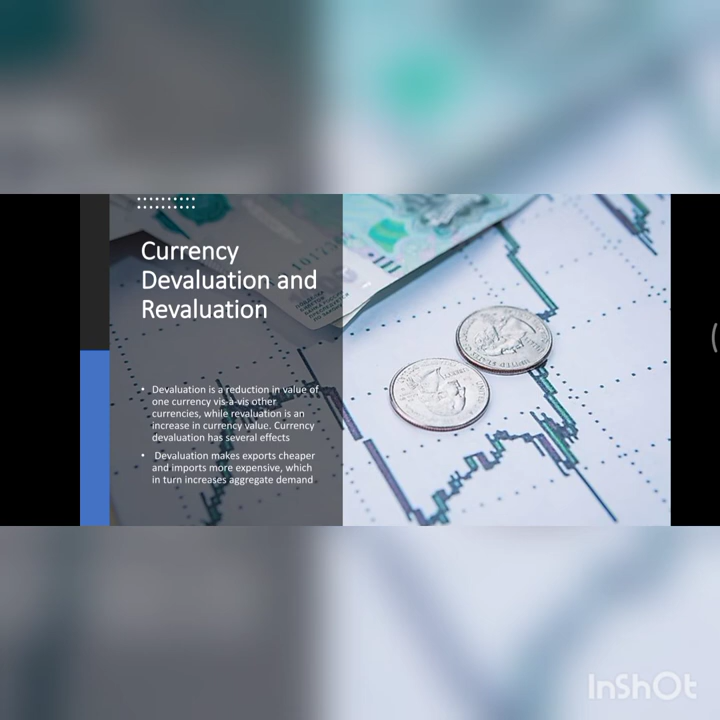 Currency
Devaluation and
Revaluation
• Devaluation is a reduction in value of
one currency vis-à-vis other
currencies, while revaluation is an
increase in currency value. Currency
devaluation has several effects
• Devaluation makes exports cheaper
and imports more expensive, which
in turn increases aggregate demand
InShOt